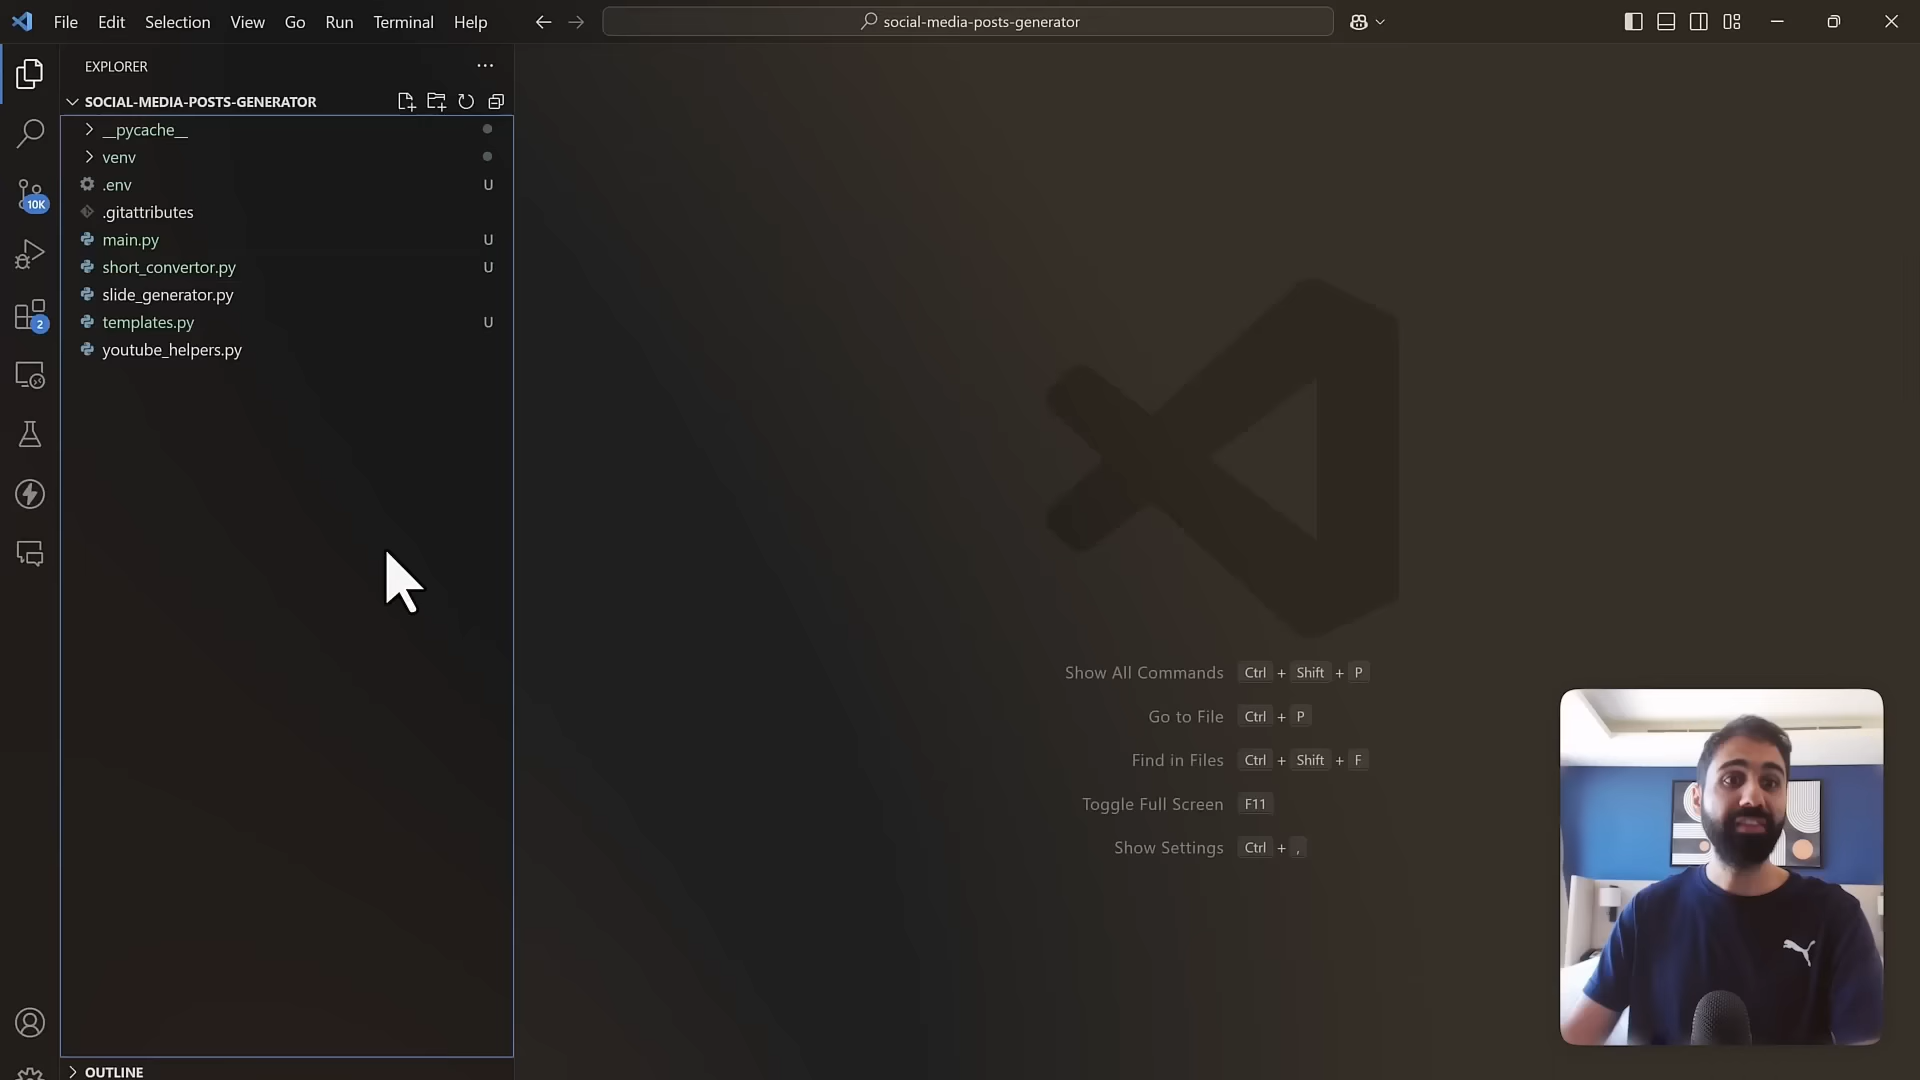 File Edit Selection View Go Run Terminal Help
social-media-posts-generator
EXPLORER
SOCIAL-MEDIA-POSTS-GENERATOR
__pycache__
venv
.env U
.gitattributes
main.py U
short_convertor.py U
slide_generator.py
templates.py U
youtube_helpers.py
10K
2
Show All Commands Ctrl + Shift + P
Go to File Ctrl + P
Find in Files Ctrl + Shift + F
Toggle Full Screen F11
Show Settings Ctrl + ,
OUTLINE